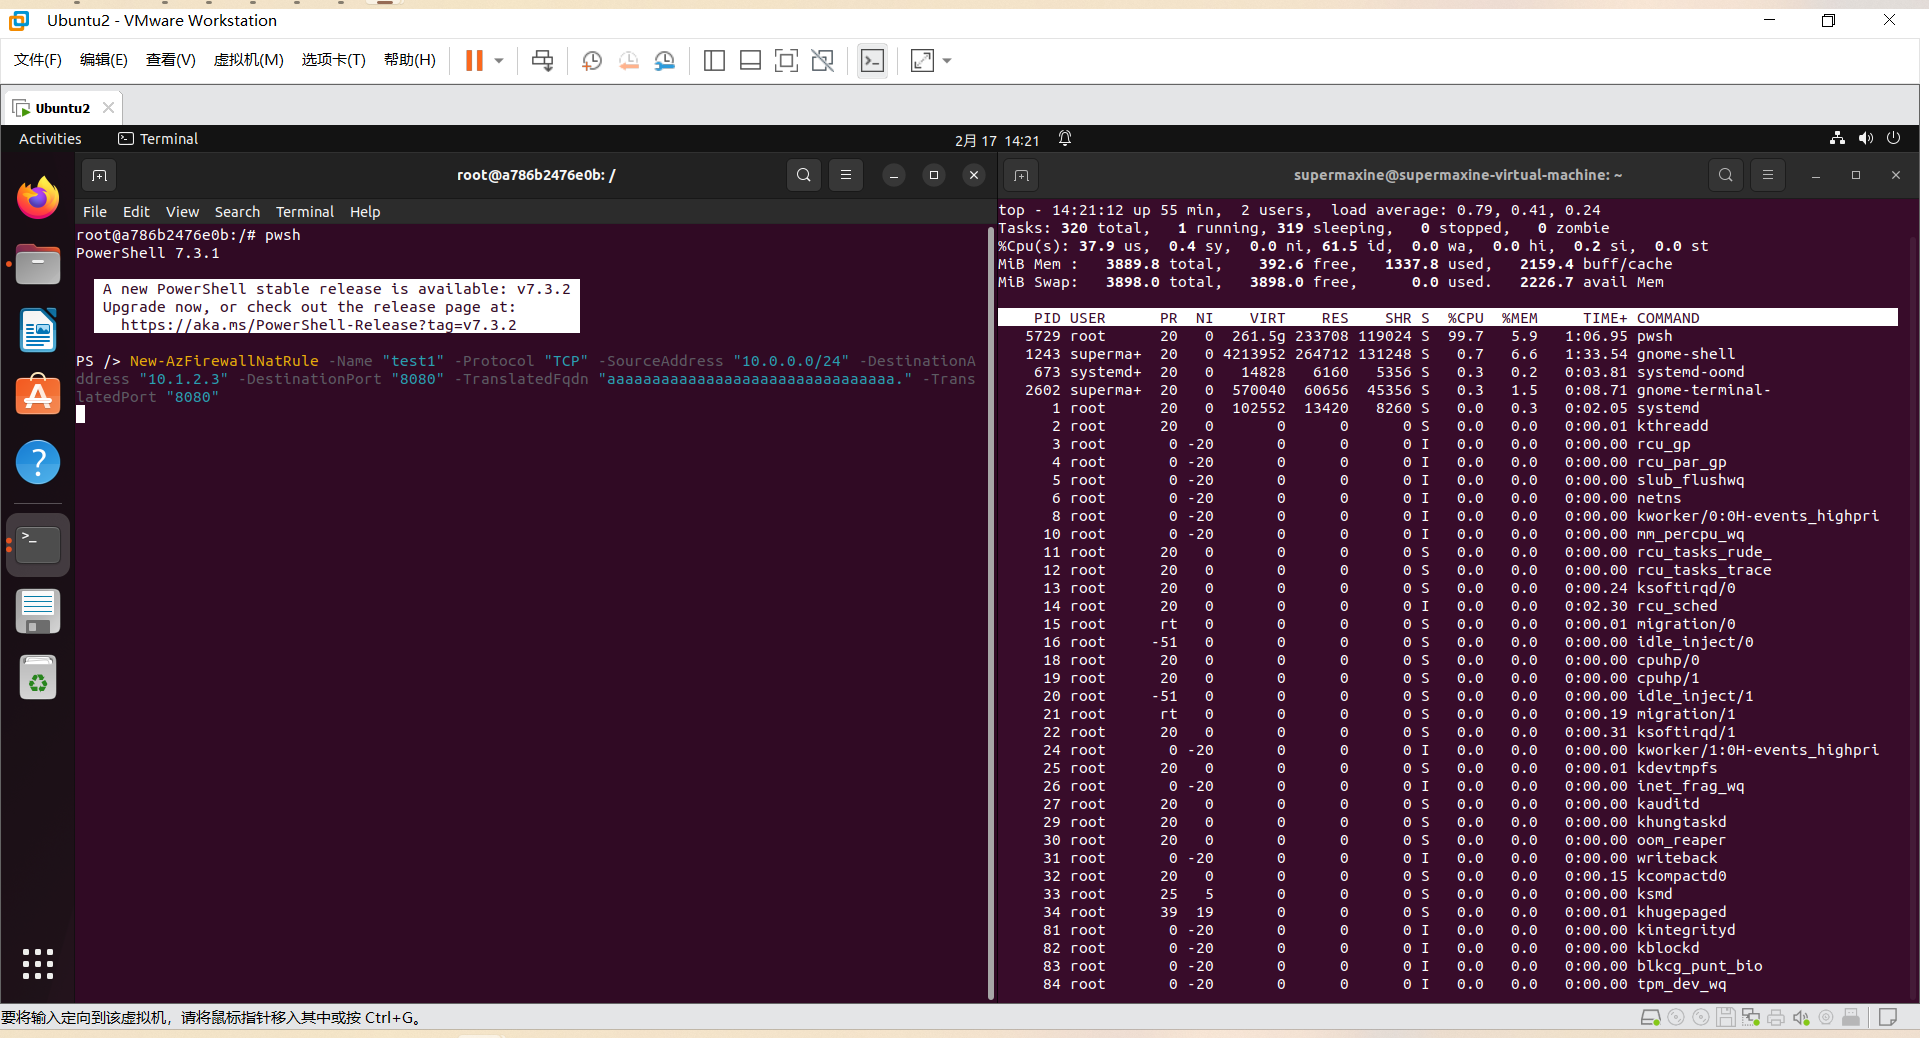 Ubuntu2 - VMware Workstation
文件(F) 编辑(E) 查看(V) 虚拟机(M) 选项卡(T) 帮助(H)
Ubuntu2
Activities Terminal 2月 17 14:21
root@a786b2476e0b: /
File Edit View Search Terminal Help
root@a786b2476e0b:/# pwsh
PowerShell 7.3.1
A new PowerShell stable release is available: v7.3.2
Upgrade now, or check out the release page at:
https://aka.ms/PowerShell-Release?tag=v7.3.2
PS /> New-AzFirewallNatRule -Name "test1" -Protocol "TCP" -SourceAddress "10.0.0.0/24" -DestinationA
ddress "10.1.2.3" -DestinationPort "8080" -TranslatedFqdn "aaaaaaaaaaaaaaaaaaaaaaaaaaaaaaaa." -Trans
latedPort "8080"
supermaxine@supermaxine-virtual-machine: ~
top - 14:21:12 up 55 min, 2 users, load average: 0.79, 0.41, 0.24
Tasks: 320 total, 1 running, 319 sleeping, 0 stopped, 0 zombie
%Cpu(s): 37.9 us, 0.4 sy, 0.0 ni, 61.5 id, 0.0 wa, 0.0 hi, 0.2 si, 0.0 st
MiB Mem : 3889.8 total, 392.6 free, 1337.8 used, 2159.4 buff/cache
MiB Swap: 3898.0 total, 3898.0 free, 0.0 used. 2226.7 avail Mem
PID USER PR NI VIRT RES SHR S %CPU %MEM TIME+ COMMAND
5729 root 20 0 261.5g 233708 119024 S 99.7 5.9 1:06.95 pwsh
1243 superma+ 20 0 4213952 264712 131248 S 0.7 6.6 1:33.54 gnome-shell
673 systemd+ 20 0 14828 6160 5356 S 0.3 0.2 0:03.81 systemd-oomd
2602 superma+ 20 0 570040 60656 45356 S 0.3 1.5 0:08.71 gnome-terminal-
1 root 20 0 102552 13420 8260 S 0.0 0.3 0:02.05 systemd
2 root 20 0 0 0 0 S 0.0 0.0 0:00.01 kthreadd
3 root 0 -20 0 0 0 I 0.0 0.0 0:00.00 rcu_gp
4 root 0 -20 0 0 0 I 0.0 0.0 0:00.00 rcu_par_gp
5 root 0 -20 0 0 0 I 0.0 0.0 0:00.00 slub_flushwq
6 root 0 -20 0 0 0 I 0.0 0.0 0:00.00 netns
8 root 0 -20 0 0 0 I 0.0 0.0 0:00.00 kworker/0:0H-events_highpri
10 root 0 -20 0 0 0 I 0.0 0.0 0:00.00 mm_percpu_wq
11 root 20 0 0 0 0 S 0.0 0.0 0:00.00 rcu_tasks_rude_
12 root 20 0 0 0 0 S 0.0 0.0 0:00.00 rcu_tasks_trace
13 root 20 0 0 0 0 S 0.0 0.0 0:00.24 ksoftirqd/0
14 root 20 0 0 0 0 I 0.0 0.0 0:02.30 rcu_sched
15 root rt 0 0 0 0 S 0.0 0.0 0:00.01 migration/0
16 root -51 0 0 0 0 S 0.0 0.0 0:00.00 idle_inject/0
18 root 20 0 0 0 0 S 0.0 0.0 0:00.00 cpuhp/0
19 root 20 0 0 0 0 S 0.0 0.0 0:00.00 cpuhp/1
20 root -51 0 0 0 0 S 0.0 0.0 0:00.00 idle_inject/1
21 root rt 0 0 0 0 S 0.0 0.0 0:00.19 migration/1
22 root 20 0 0 0 0 S 0.0 0.0 0:00.31 ksoftirqd/1
24 root 0 -20 0 0 0 I 0.0 0.0 0:00.00 kworker/1:0H-events_highpri
25 root 20 0 0 0 0 S 0.0 0.0 0:00.01 kdevtmpfs
26 root 0 -20 0 0 0 I 0.0 0.0 0:00.00 inet_frag_wq
27 root 20 0 0 0 0 S 0.0 0.0 0:00.00 kauditd
29 root 20 0 0 0 0 S 0.0 0.0 0:00.00 khungtaskd
30 root 20 0 0 0 0 S 0.0 0.0 0:00.00 oom_reaper
31 root 0 -20 0 0 0 I 0.0 0.0 0:00.00 writeback
32 root 20 0 0 0 0 S 0.0 0.0 0:00.15 kcompactd0
33 root 25 5 0 0 0 S 0.0 0.0 0:00.00 ksmd
34 root 39 19 0 0 0 S 0.0 0.0 0:00.01 khugepaged
81 root 0 -20 0 0 0 I 0.0 0.0 0:00.00 kintegrityd
82 root 0 -20 0 0 0 I 0.0 0.0 0:00.00 kblockd
83 root 0 -20 0 0 0 I 0.0 0.0 0:00.00 blkcg_punt_bio
84 root 0 -20 0 0 0 I 0.0 0.0 0:00.00 tpm_dev_wq
要将输入定向到该虚拟机，请将鼠标指针移入其中或按 Ctrl+G。